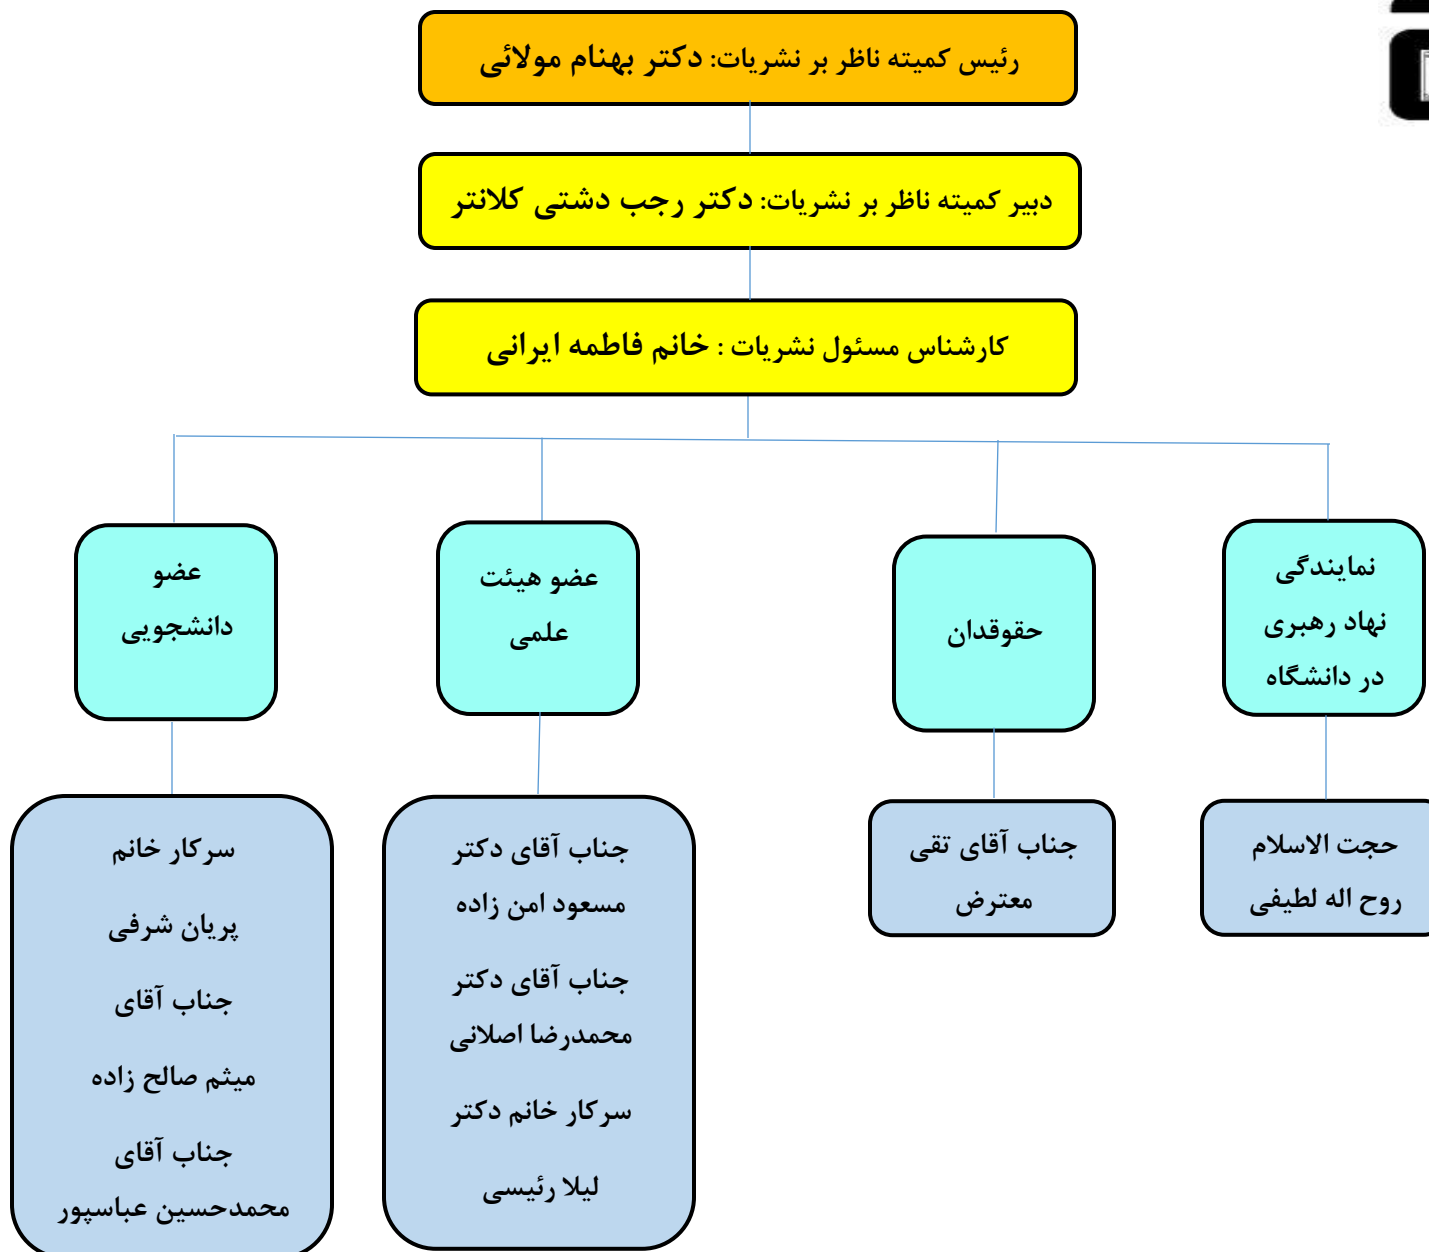 رئیس کمیته ناظر بر نشریات: دکتر بهنام مولائی
دبیر کمیته ناظر بر نشریات: دکتر رجب دشتی کلانتر
کارشناس مسئول نشریات : خانم فاطمه ایرانی
نمایندگی
نهاد رهبری
در دانشگاه
حقوقدان
عضو هیئت
علمی
عضو
دانشجویی
حجت الاسلام
روح اله لطیفی
جناب آقای تقی
معترض
جناب آقای دکتر
مسعود امن زاده
جناب آقای دکتر
محمدرضا اصلانی
سرکار خانم دکتر
لیلا رئیسی
سرکار خانم
پریان شرفی
جناب آقای
میثم صالح زاده
جناب آقای
محمدحسین عباسپور